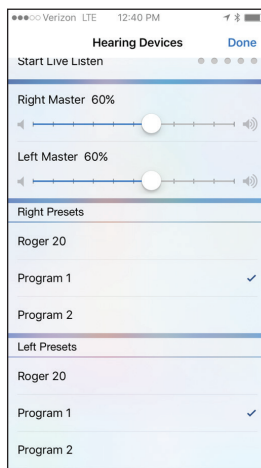 Verizon LTE 12:40 PM
Hearing Devices Done
Start Live Listen
Right Master 60%
Left Master 60%
Right Presets
Roger 20
Program 1
Program 2
Left Presets
Roger 20
Program 1
Program 2